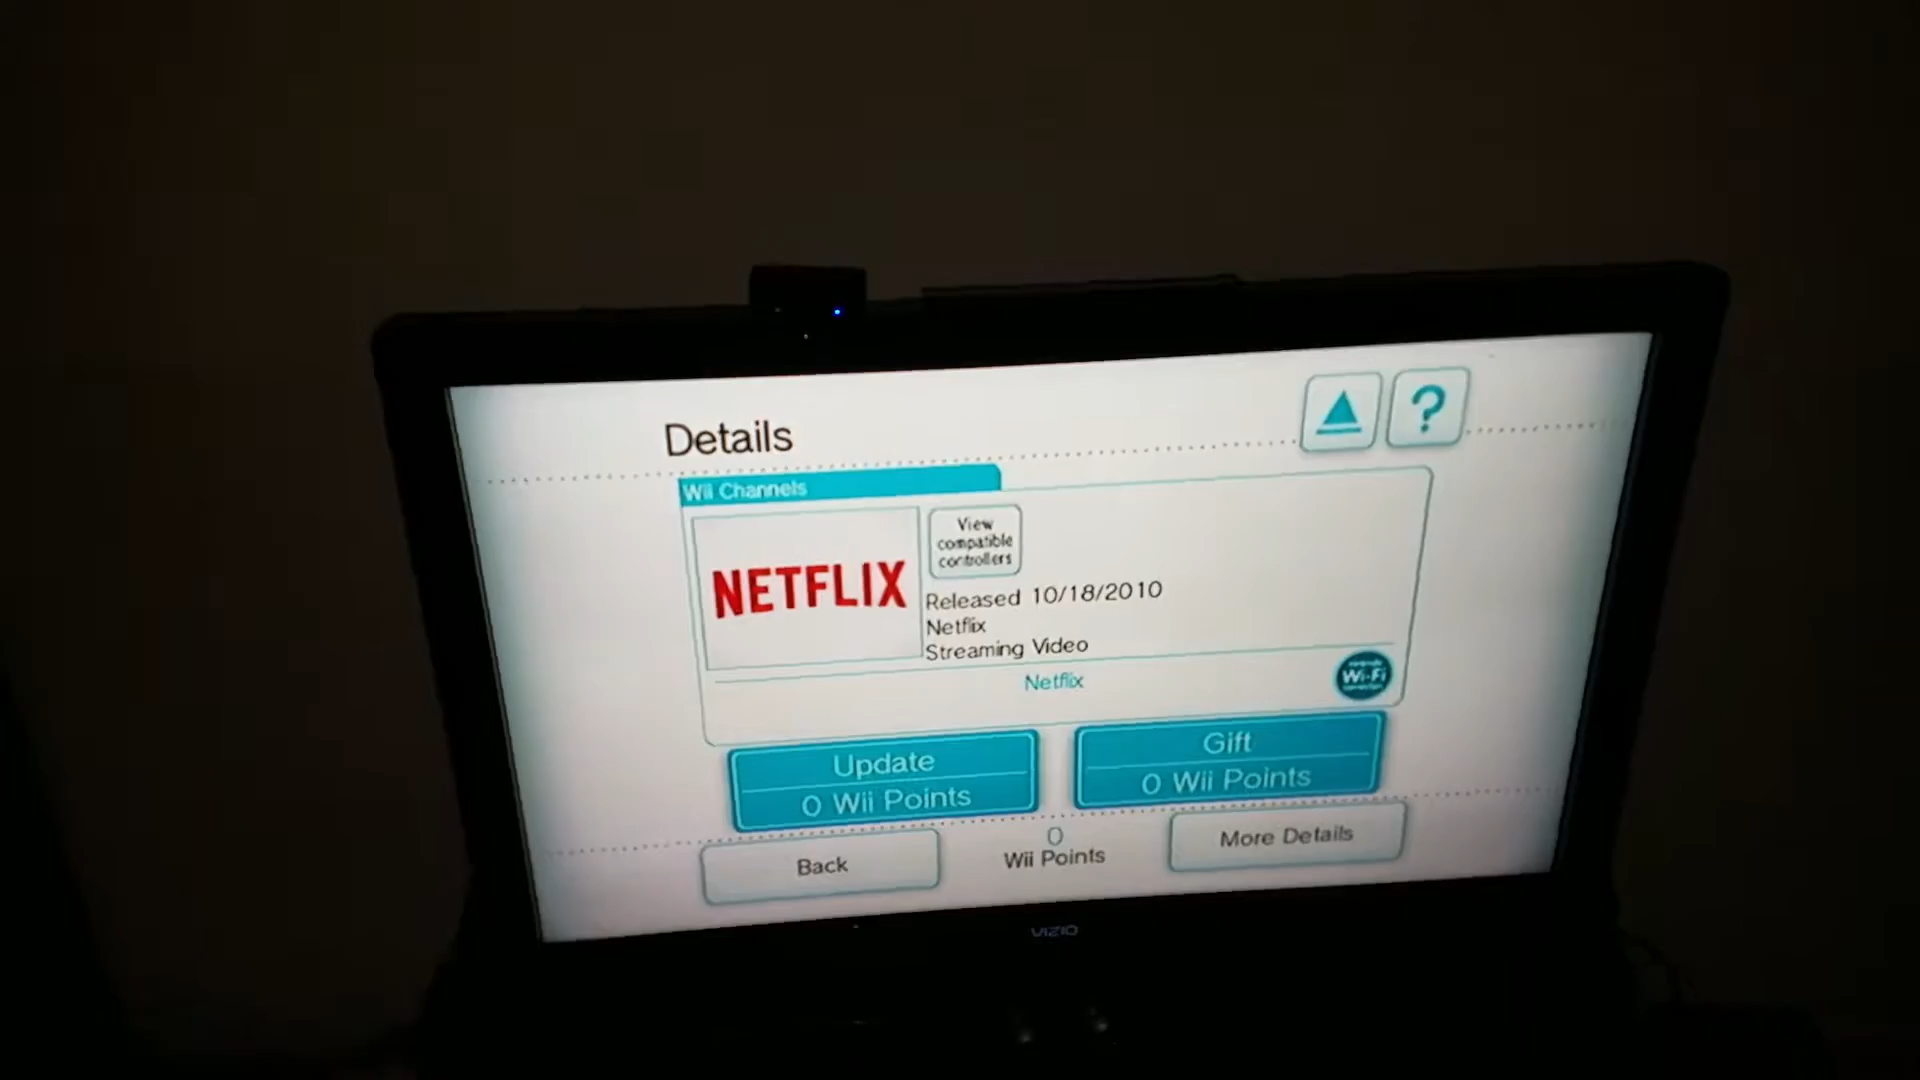 Details
?
Wii Channels
NETFLIX
View
compatible
controllers
Released 10/18/2010
Netflix
Streaming Video
Netflix
Wi-Fi
Update
0 Wii Points
Gift
0 Wii Points
Back
0
Wii Points
More Details
VIZIO